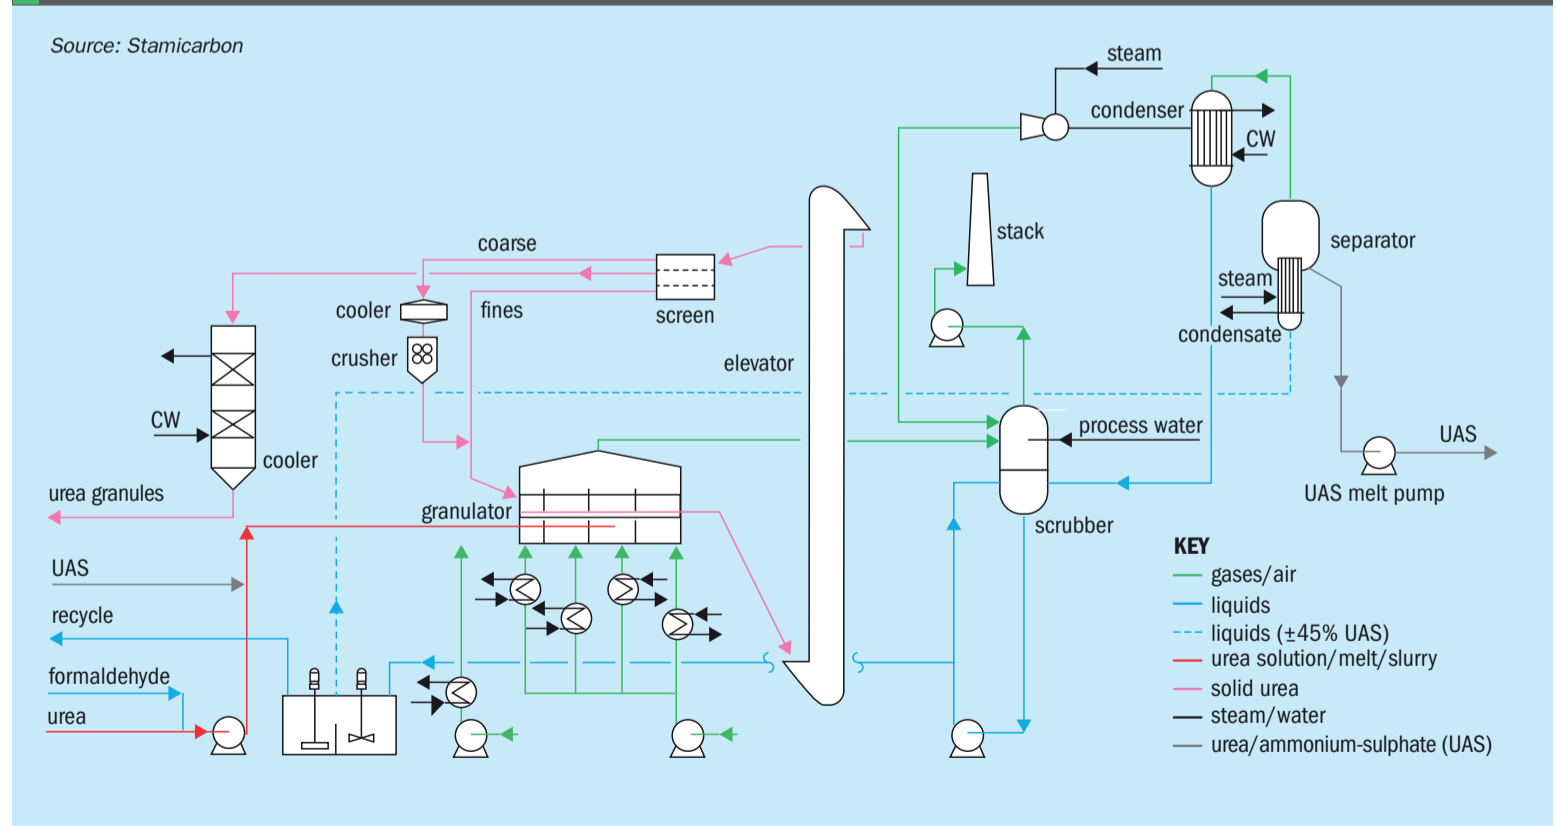 Source: Stamicarbon
steam
condenser
CW
stack
separator
coarse
steam
cooler
fines
screen
condensate
crusher
elevator
CW
process water
UAS
cooler
urea granules
UAS melt pump
granulator
scrubber
KEY
UAS
gases/air
recycle
liquids
liquids (±45% UAS)
urea solution/melt/slurry
formaldehyde
solid urea
urea
steam/water
urea/ammonium-sulphate (UAS)